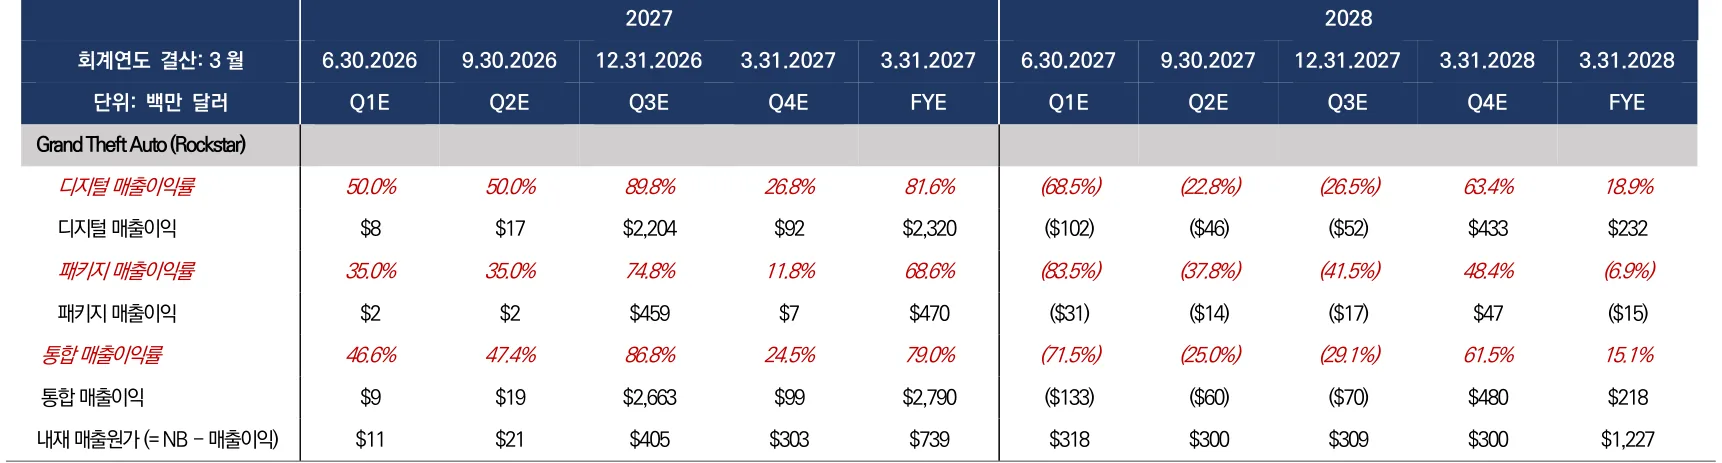 2027 2028
회계연도 결산: 3월 6.30.2026 9.30.2026 12.31.2026 3.31.2027 3.31.2027 6.30.2027 9.30.2027 12.31.2027 3.31.2028 3.31.2028
단위: 백만 달러 Q1E Q2E Q3E Q4E FYE Q1E Q2E Q3E Q4E FYE
Grand Theft Auto (Rockstar)
디지털 매출이익률 50.0% 50.0% 89.8% 26.8% 81.6% (68.5%) (22.8%) (26.5%) 63.4% 18.9%
디지털 매출이익 $8 $17 $2,204 $92 $2,320 ($102) ($46) ($52) $433 $232
패키지 매출이익률 35.0% 35.0% 74.8% 11.8% 68.6% (83.5%) (37.8%) (41.5%) 48.4% (6.9%)
패키지 매출이익 $2 $2 $459 $7 $470 ($31) ($14) ($17) $47 ($15)
통합 매출이익률 46.6% 47.4% 86.8% 24.5% 79.0% (71.5%) (25.0%) (29.1%) 61.5% 15.1%
통합 매출이익 $9 $19 $2,663 $99 $2,790 ($133) ($60) ($70) $480 $218
내재 매출원가 (= NB - 매출이익) $11 $21 $405 $303 $739 $318 $300 $309 $300 $1,227